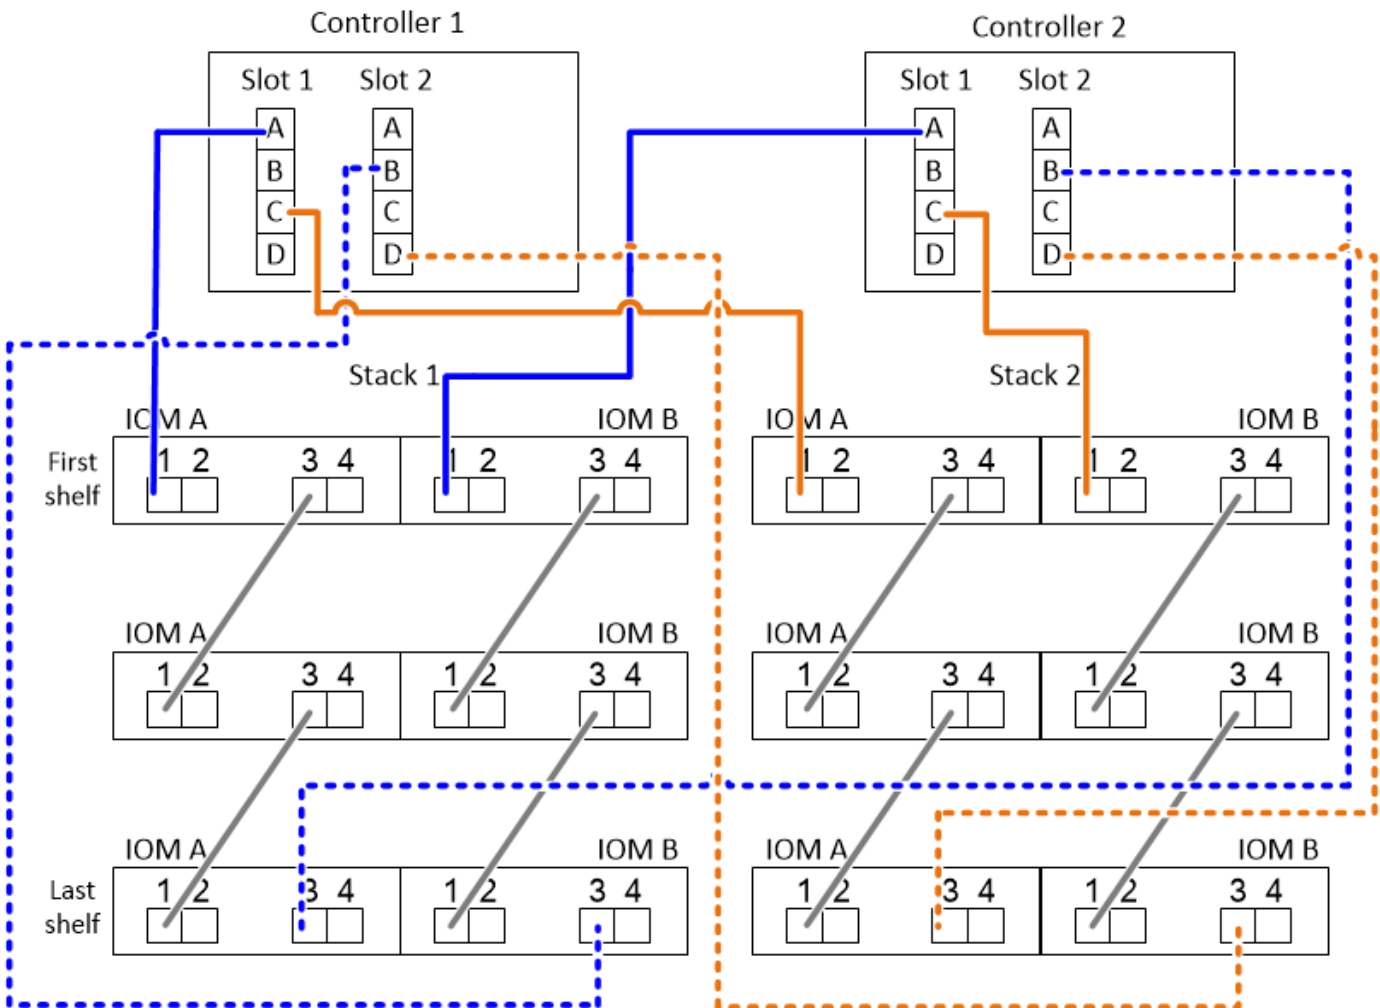 Controller 1
Controller 2
Slot 1 Slot 2
Slot 1 Slot 2
A A
B B
C C
D D
A A
B B
C C
D D
Stack 1
Stack 2
IOM A IOM B
IOM A IOM B
First
shelf
1 2 3 4 1 2 3 4
1 2 3 4 1 2 3 4
IOM A IOM B
IOM A IOM B
1 2 3 4 1 2 3 4
1 2 3 4 1 2 3 4
IOM A IOM B
IOM A IOM B
Last
shelf
1 2 3 4 1 2 3 4
1 2 3 4 1 2 3 4